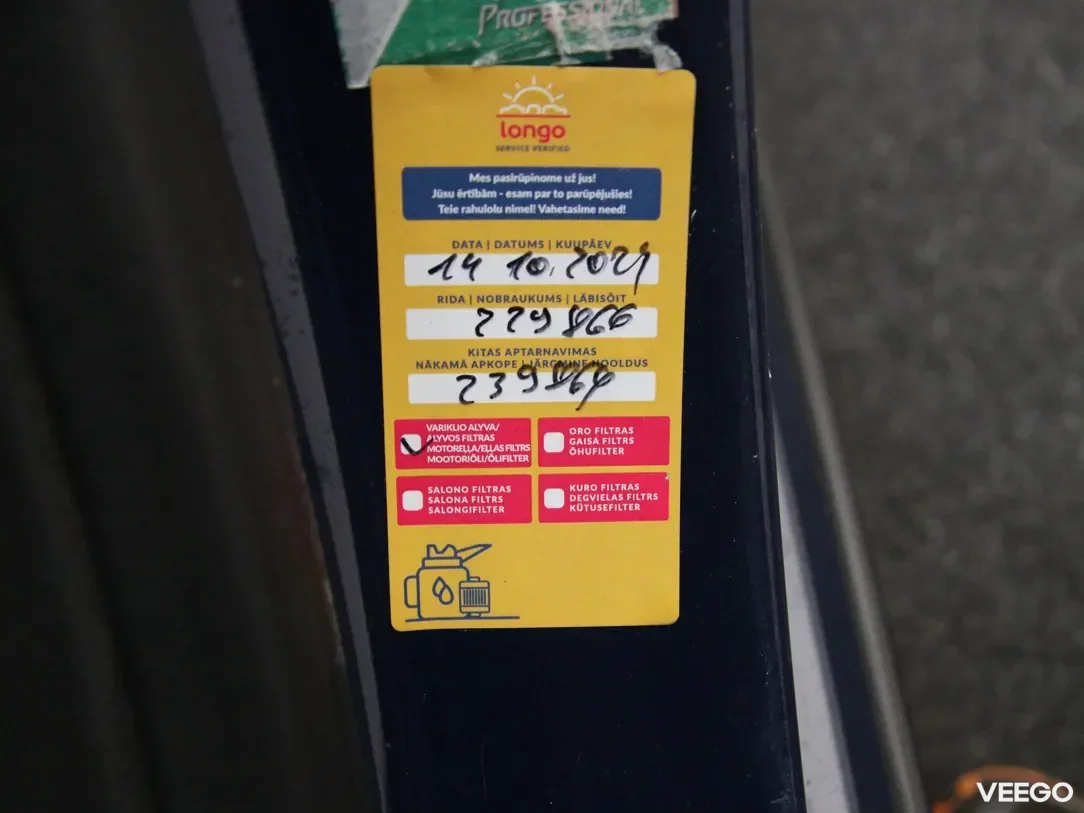 PROFESSIONAL
longo
SERVICE VERIFIED
Mes pasirūpinome už jus!
Jūsu ērtībām - esam par to parūpējušies!
Teie rahulolu nimel! Vahetasime need!
DATA | DATUMS | KUUPÄEV
14 10. 2021
RIDA | NOBRAUKUMS | LÄBISÕIT
KITAS APTARNAVIMAS
NĀKAMĀ APKOPE | JÄRGMINE HOOLDUS
VARIKLIO ALYVA/
ALYVOS FILTRAS
MOTOREĻĻA/EĻĻAS FILTRS
MOOTORIÕLI/ÕLIFILTER
ORO FILTRAS
GAISA FILTRS
ÕHUFILTER
SALONO FILTRAS
SALONA FILTRS
SALONGIFILTER
KURO FILTRAS
DEGVIELAS FILTRS
KÜTUSEFILTER
VEEGO